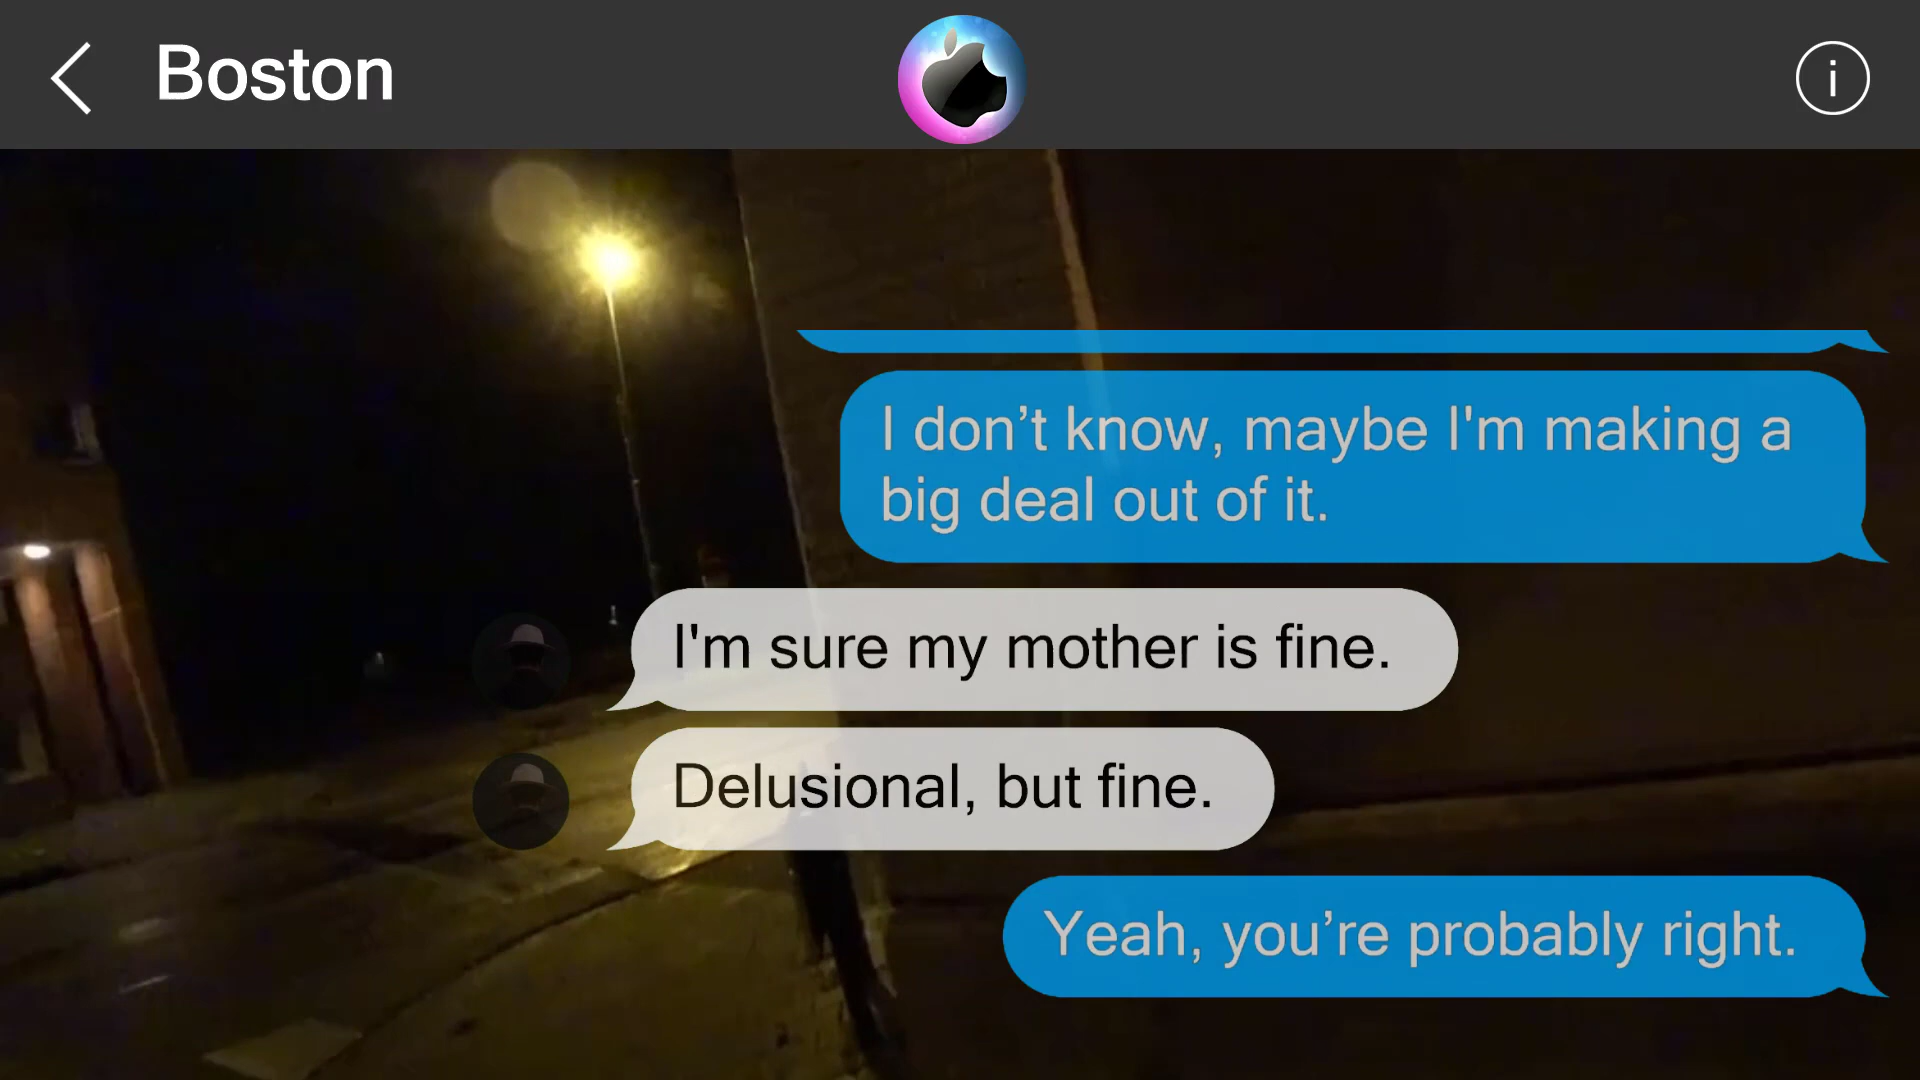 Boston
I don’t know, maybe I'm making a
big deal out of it.
I'm sure my mother is fine.
Delusional, but fine.
Yeah, you’re probably right.